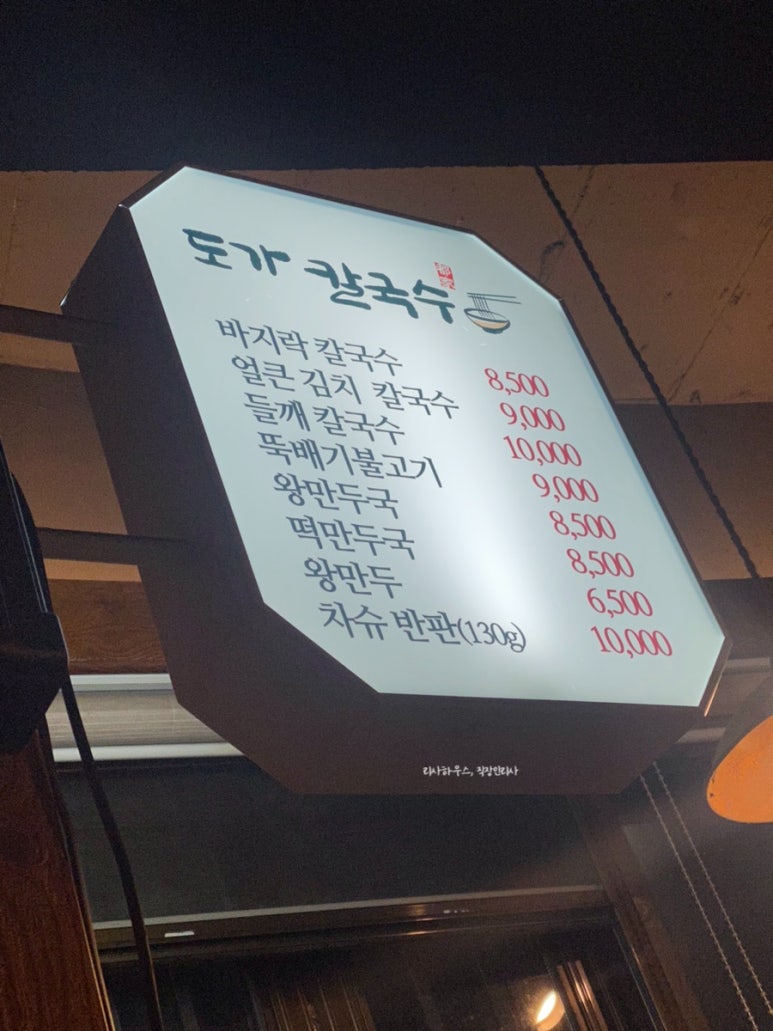 도가 칼국수
바지락 칼국수 8,500
얼큰 김치 칼국수 9,000
들깨 칼국수 10,000
뚝배기불고기 9,000
왕만두국 8,500
떡만두국 8,500
왕만두 6,500
차슈 반판(130g) 10,000
리사하우스, 직장인리사